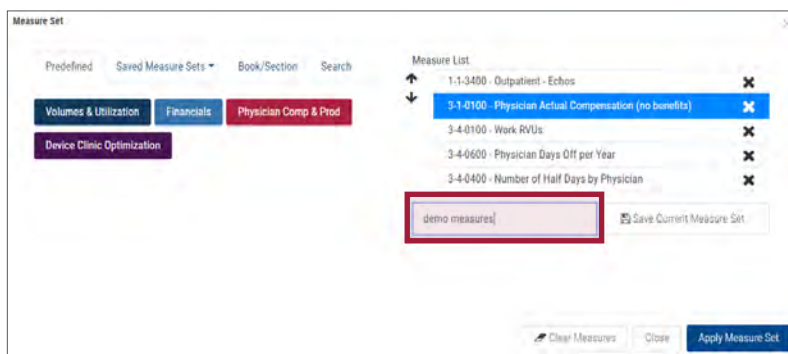 Measure Set
Predefined Saved Measure Sets Book/Section Search
Volumes & Utilization Financials Physician Comp & Prod
Device Clinic Optimization
Measure List
1-1-3400 - Outpatient - Echos
3-1-0100 - Physician Actual Compensation (no benefits)
3-4-0100 - Work RVUs
3-4-0600 - Physician Days Off per Year
3-4-0400 - Number of Half Days by Physician
demo measures Save Current Measure Set
Clear Measures Close Apply Measure Set